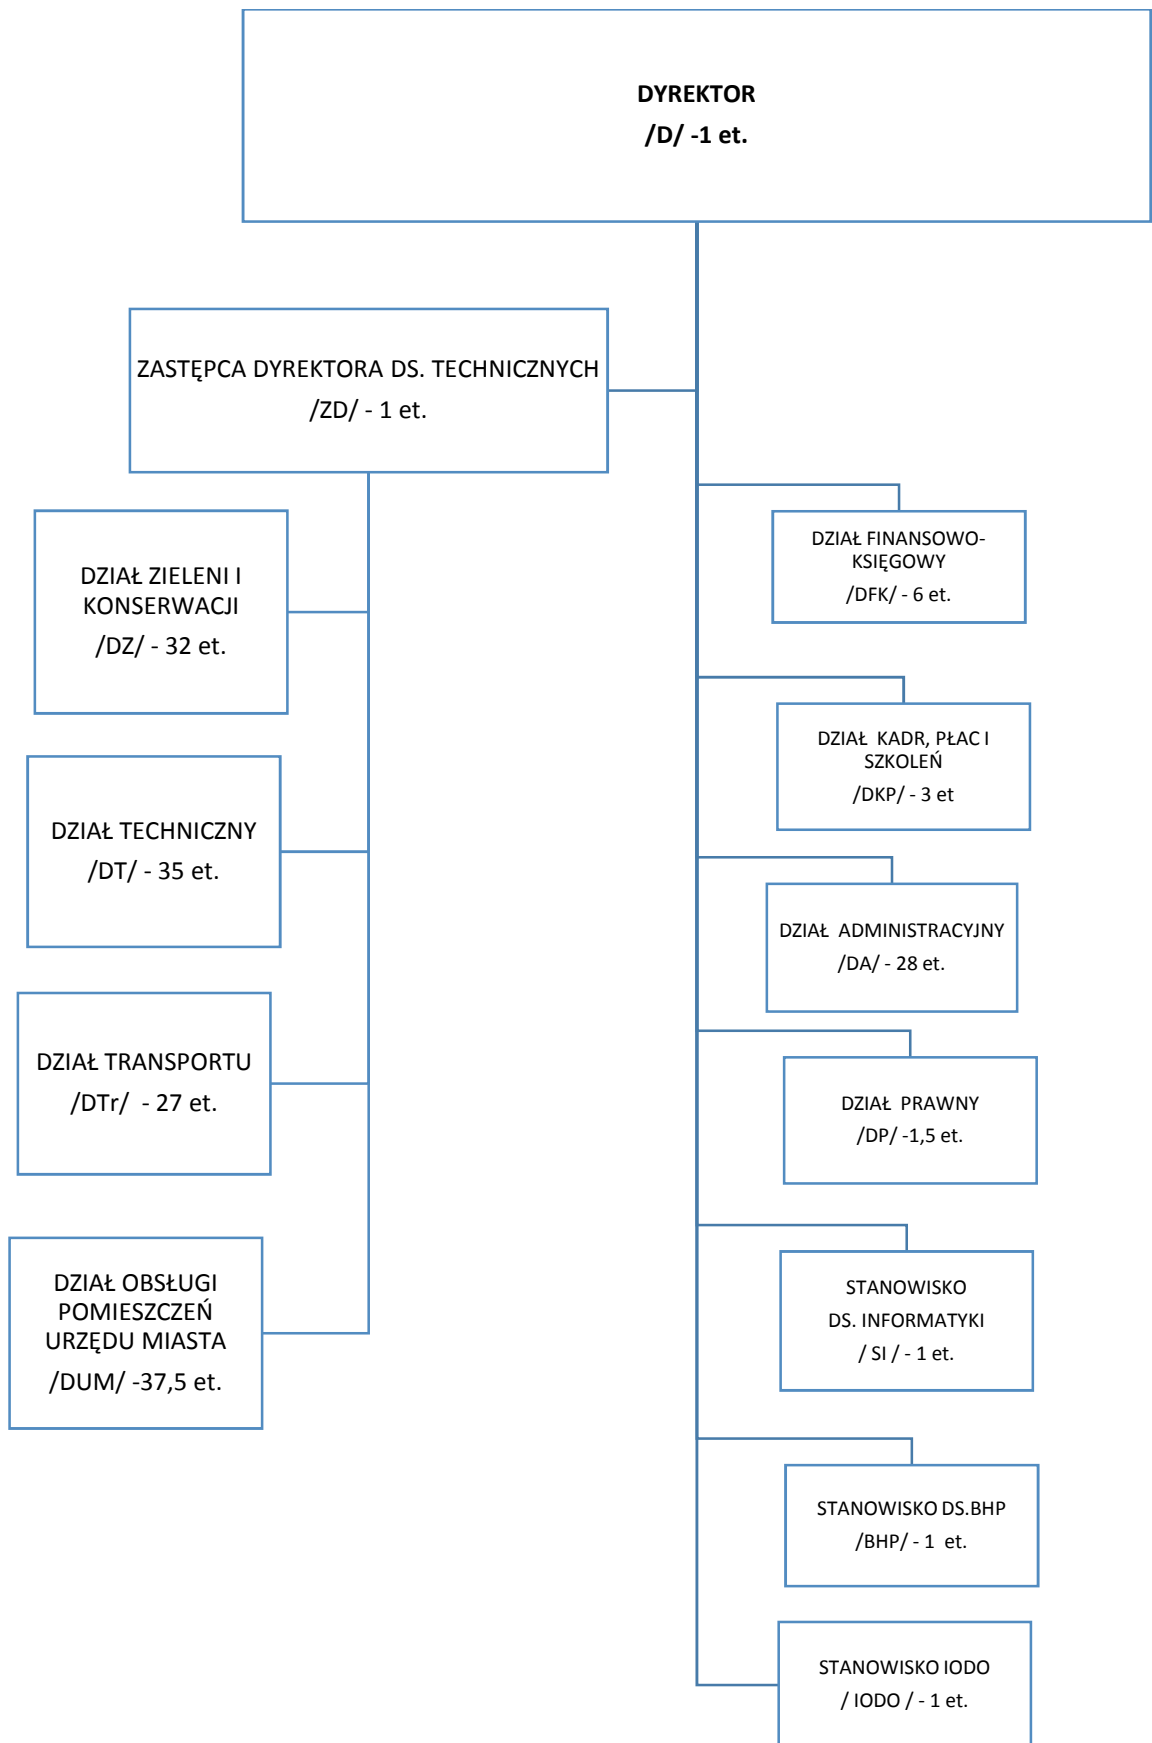 DYREKTOR
/D/ -1 et.
ZASTĘPCA DYREKTORA DS. TECHNICZNYCH
/ZD/ - 1 et.
DZIAŁ ZIELENI I
KONSERWACJI
/DZ/ - 32 et.
DZIAŁ TECHNICZNY
/DT/ - 35 et.
DZIAŁ TRANSPORTU
/DTr/  - 27 et.
DZIAŁ OBSŁUGI
POMIESZCZEŃ
URZĘDU MIASTA
/DUM/ -37,5 et.
DZIAŁ FINANSOWO-
KSIĘGOWY
/DFK/ - 6 et.
DZIAŁ  KADR, PŁAC I
SZKOLEŃ
/DKP/ - 3 et
DZIAŁ  ADMINISTRACYJNY
/DA/ - 28 et.
DZIAŁ  PRAWNY
/DP/ -1,5 et.
STANOWISKO
DS. INFORMATYKI
/ SI / - 1 et.
STANOWISKO DS.BHP
/BHP/ - 1  et.
STANOWISKO IODO
/ IODO / - 1 et.